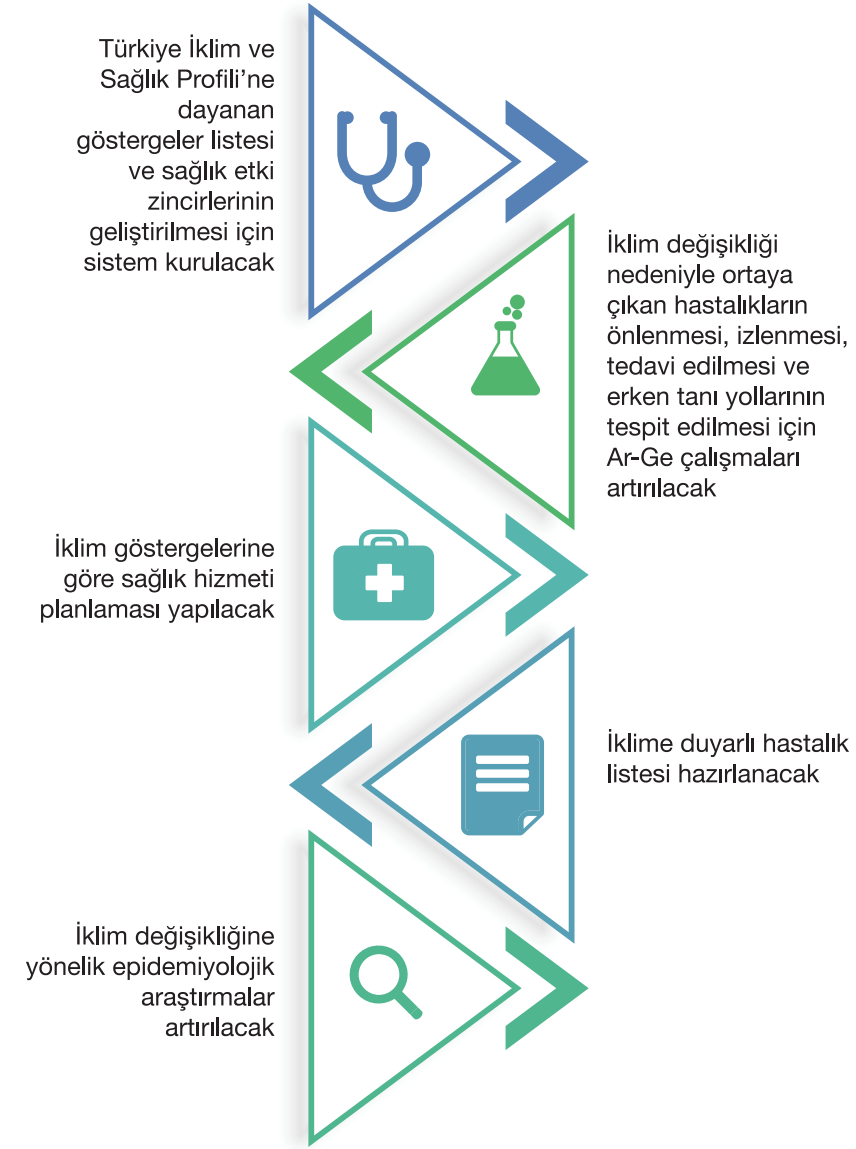 Türkiye İklim ve
Sağlık Profili’ne
dayanan
göstergeler listesi
ve sağlık etki
zincirlerinin
geliştirilmesi için
sistem kurulacak
İklim değişikliği
nedeniyle ortaya
çıkan hastalıkların
önlenmesi, izlenmesi,
tedavi edilmesi ve
erken tanı yollarının
tespit edilmesi için
Ar-Ge çalışmaları
artırılacak
İklim göstergelerine
göre sağlık hizmeti
planlaması yapılacak
İklime duyarlı hastalık
listesi hazırlanacak
İklim değişikliğine
yönelik epidemiyolojik
araştırmalar
artırılacak